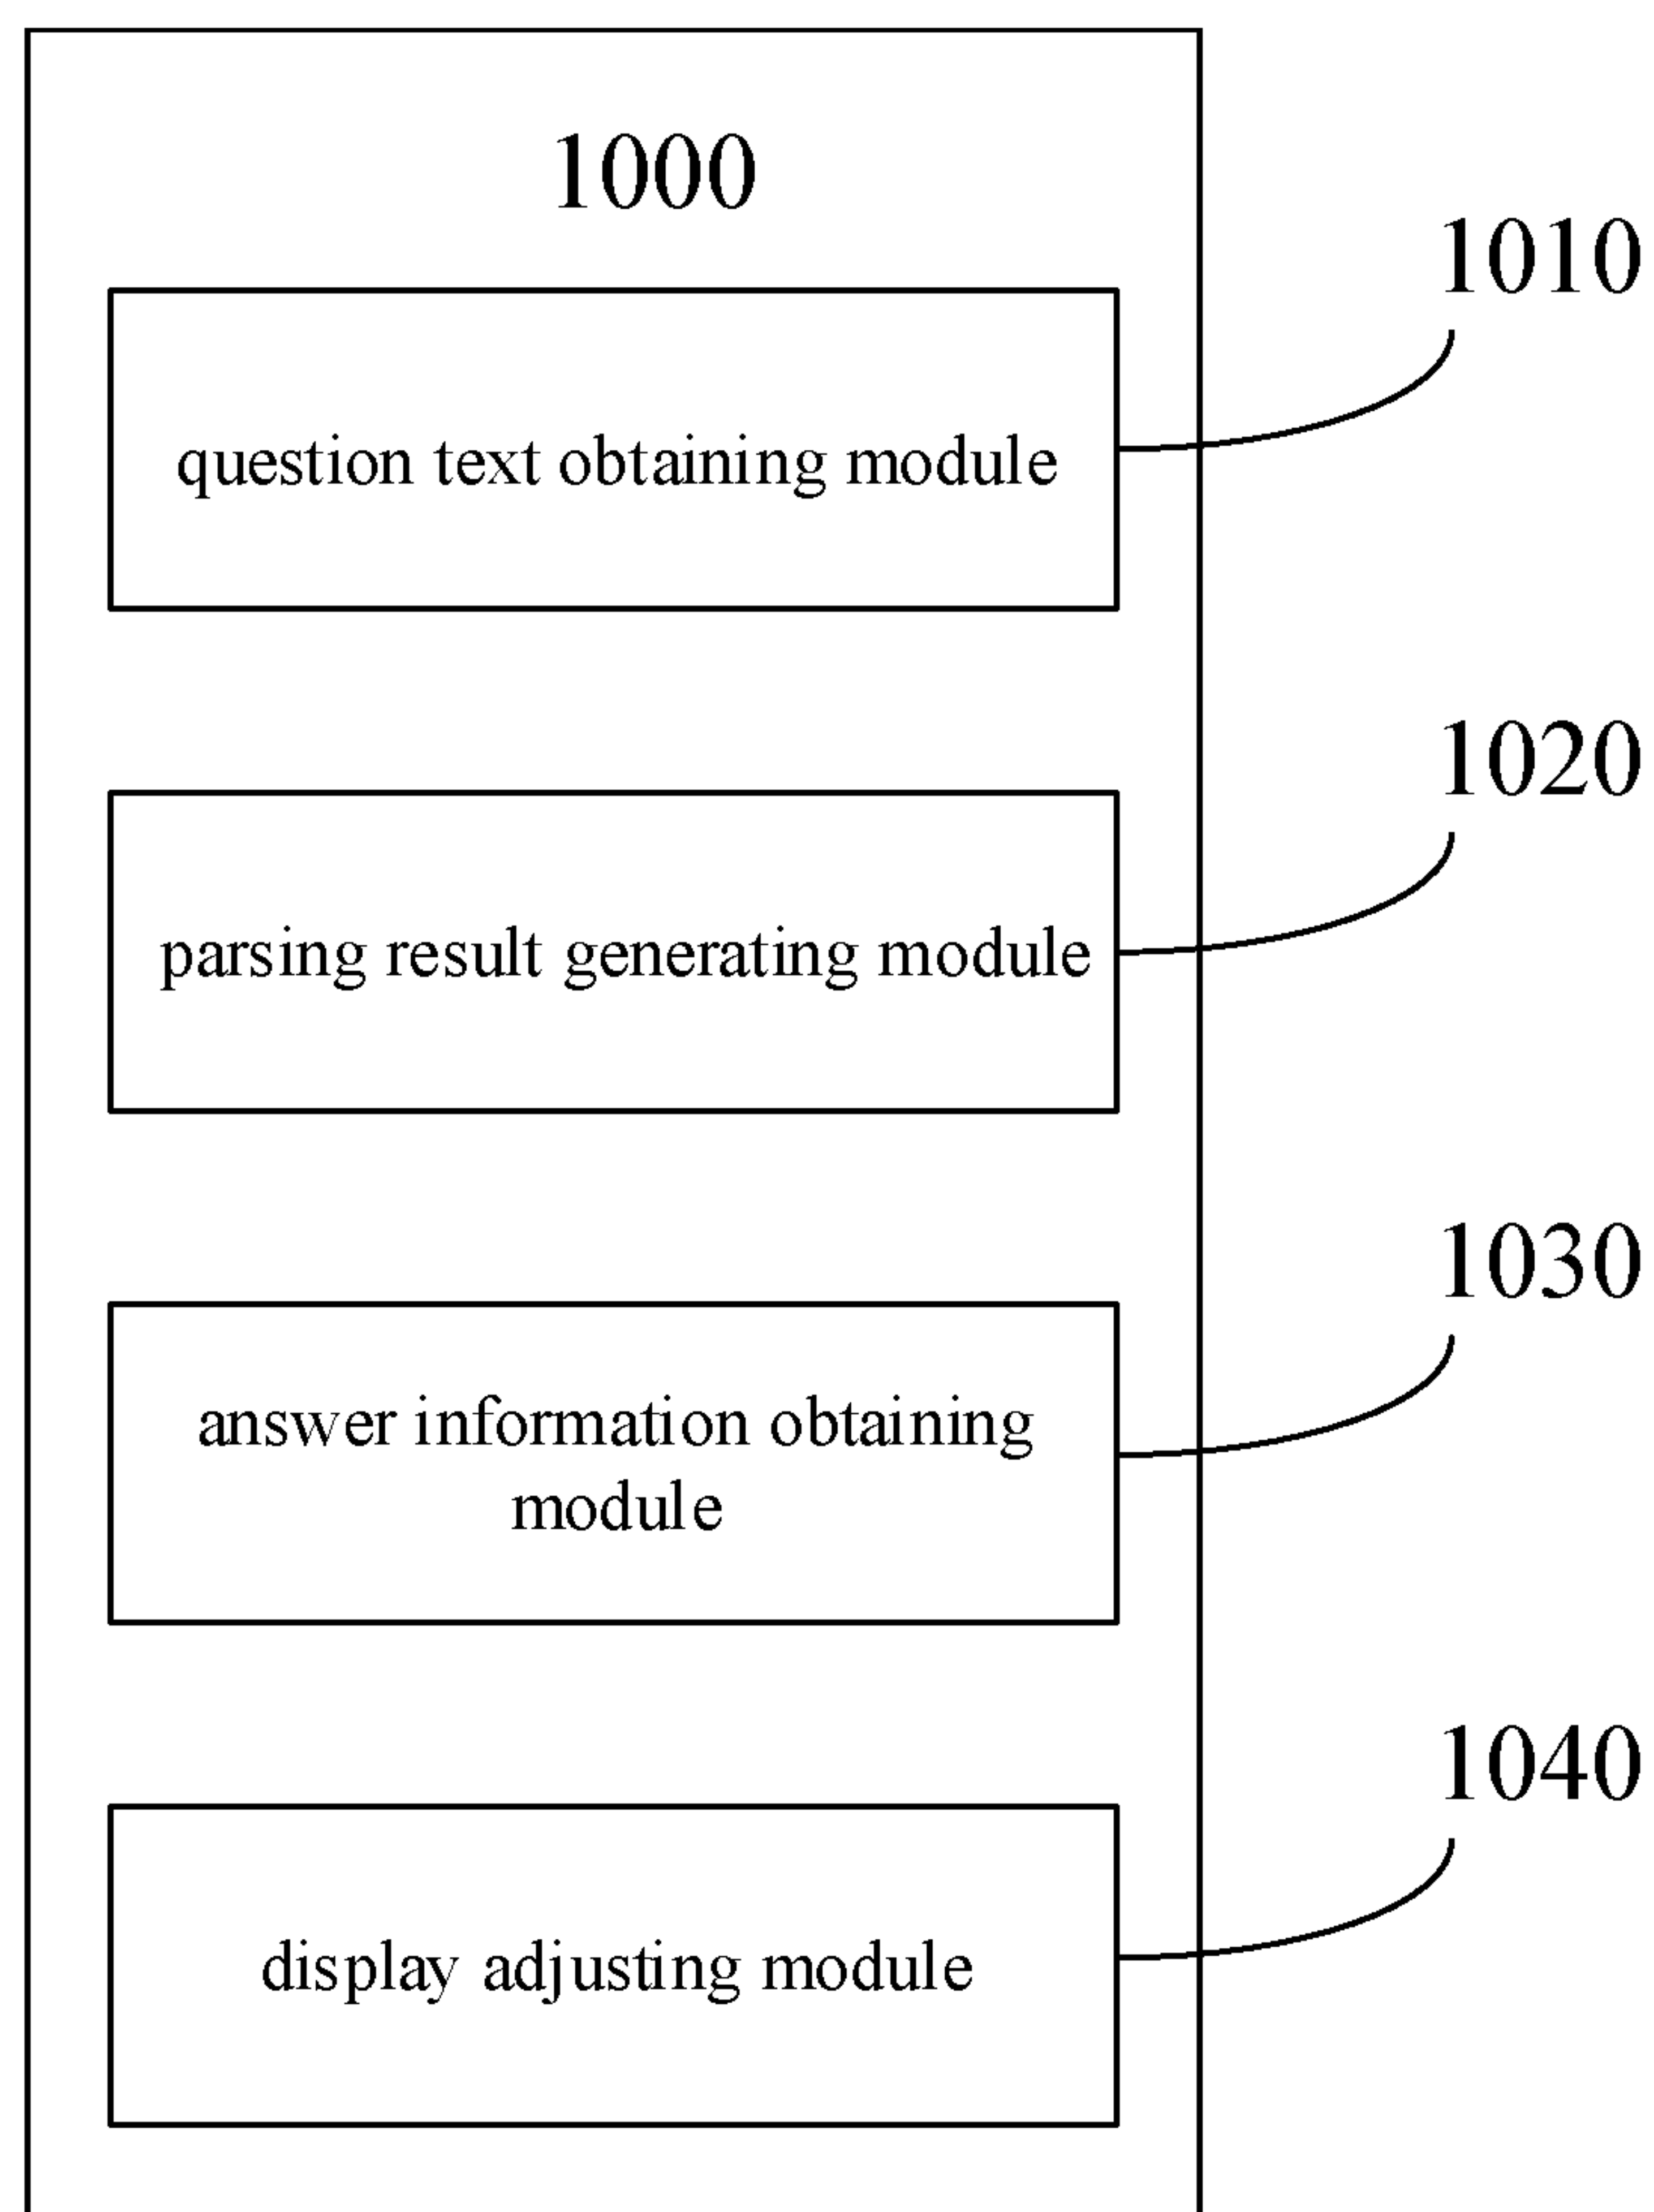 1000
1010
question text obtaining module
1020
parsing result generating module
1030
answer information obtaining
module
1040
display adjusting module